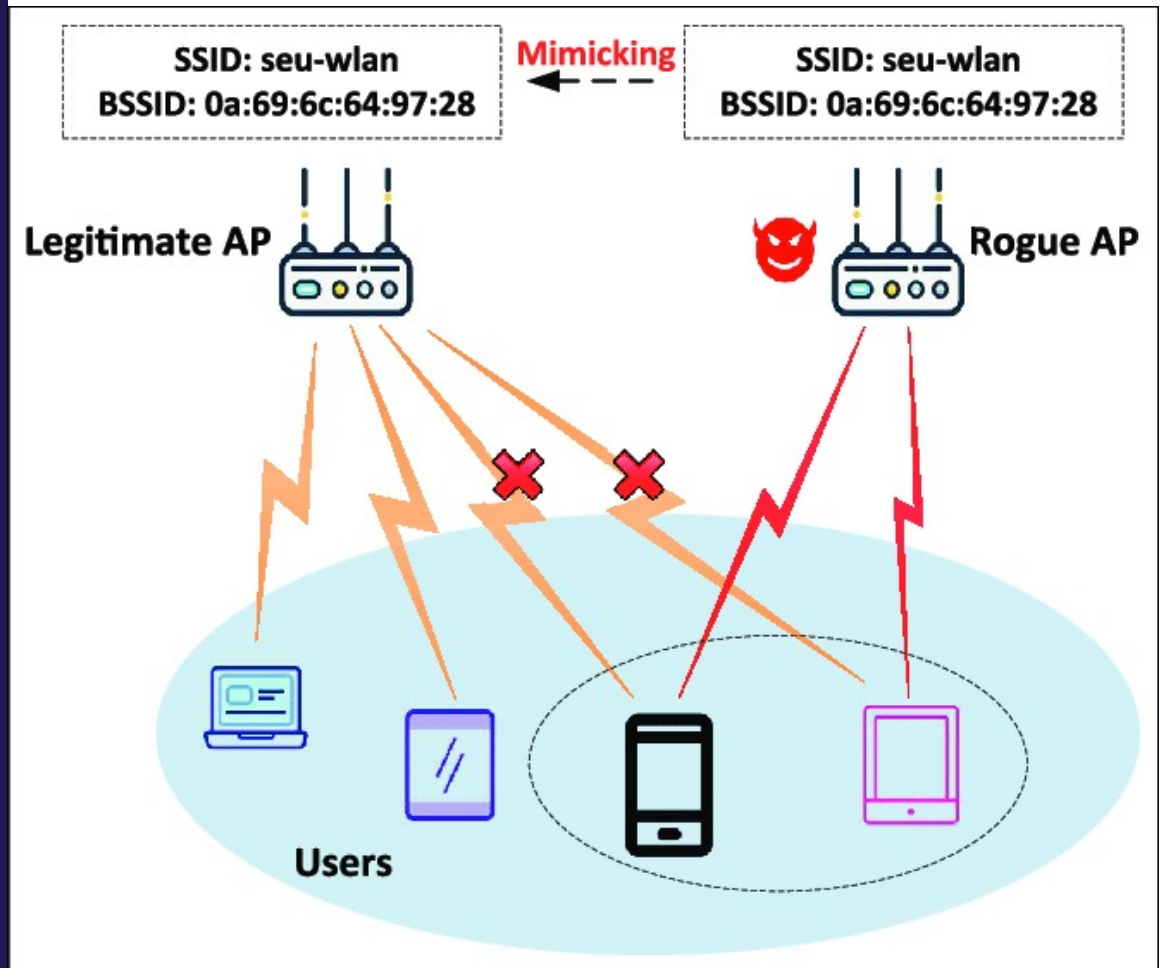 SSID: seu-wlan
BSSID: 0a:69:6c:64:97:28
Mimicking
SSID: seu-wlan
BSSID: 0a:69:6c:64:97:28
Legitimate AP
Rogue AP
Users